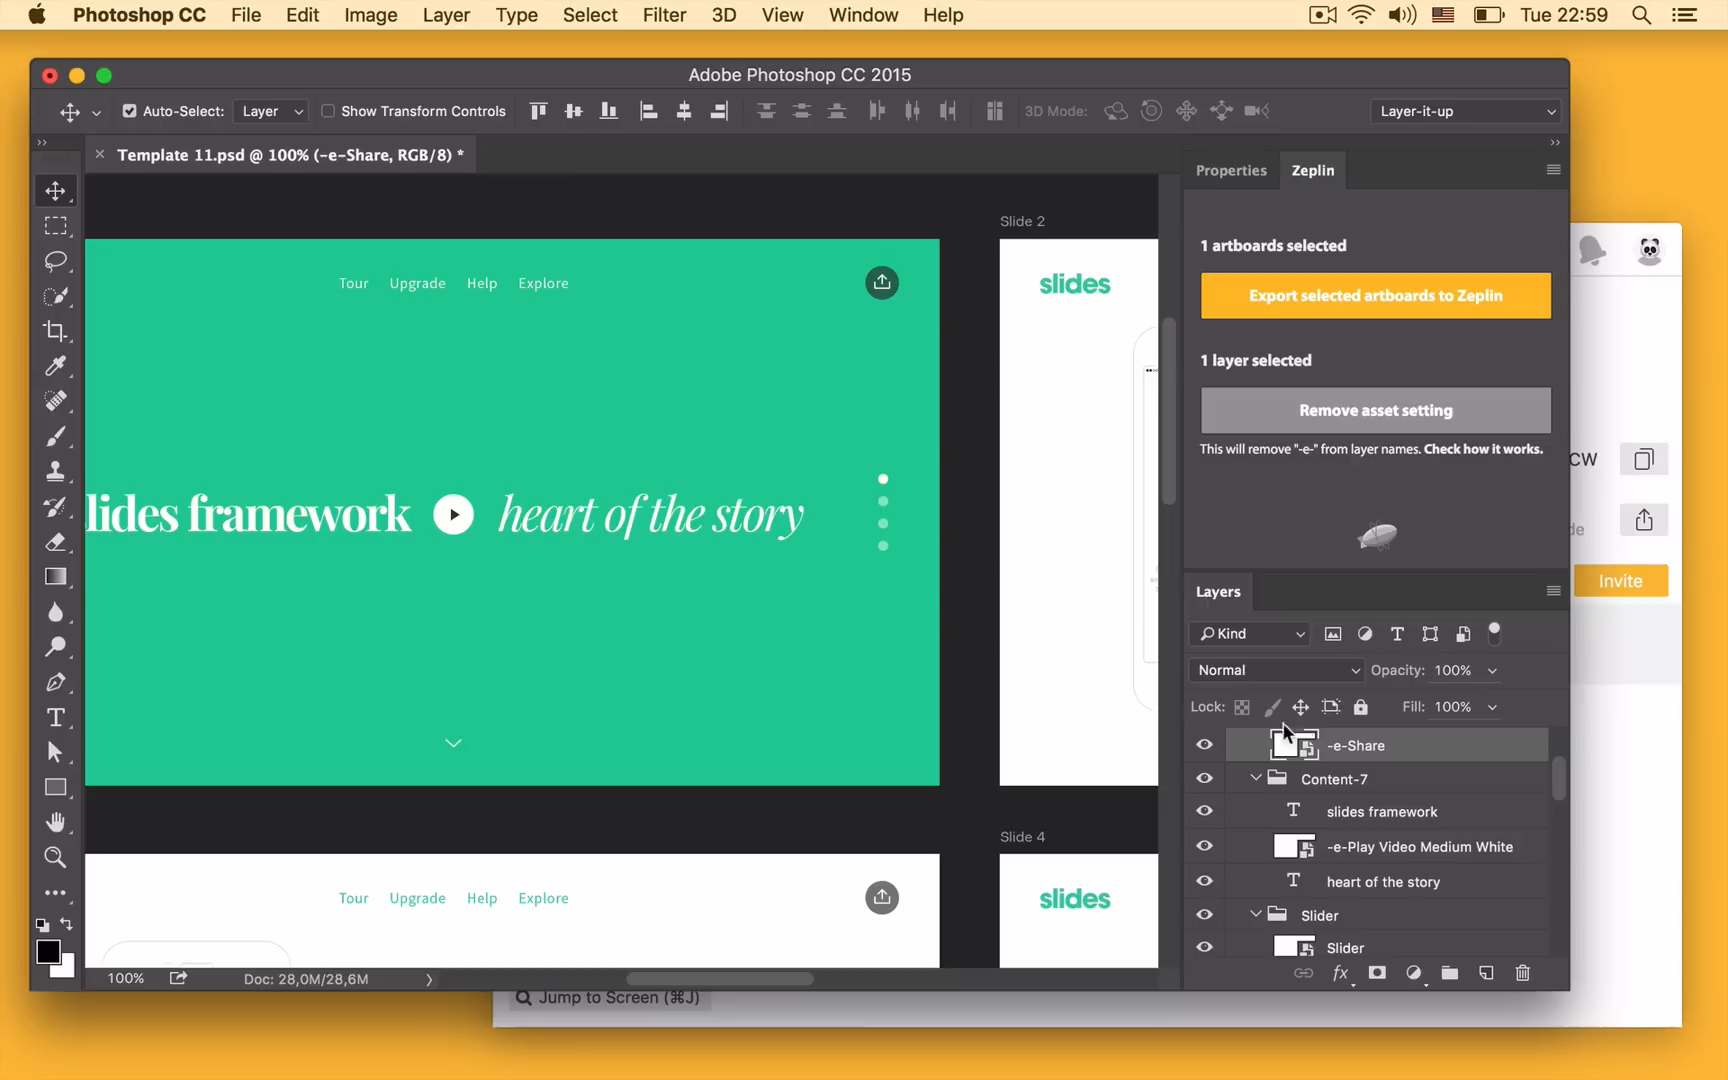 Photoshop CC File Edit Image Layer Type Select Filter 3D View Window Help Tue 22:59
Adobe Photoshop CC 2015
Auto-Select: Layer Show Transform Controls 3D Mode: Layer-it-up
Template 11.psd @ 100% (-e-Share, RGB/8) *
Properties Zeplin
1 artboards selected
Export selected artboards to Zeplin
1 layer selected
Remove asset setting
This will remove "-e-" from layer names. Check how it works.
Slide 2
Tour Upgrade Help Explore
slides
lides framework heart of the story
Slide 4
Tour Upgrade Help Explore
slides
100% Doc: 28,0M/28,6M
Layers
Kind
Normal Opacity: 100%
Lock: Fill: 100%
-e-Share
Content-7
slides framework
-e-Play Video Medium White
heart of the story
Slider
Slider
fx
CW
de
Invite
Jump to Screen (⌘J)